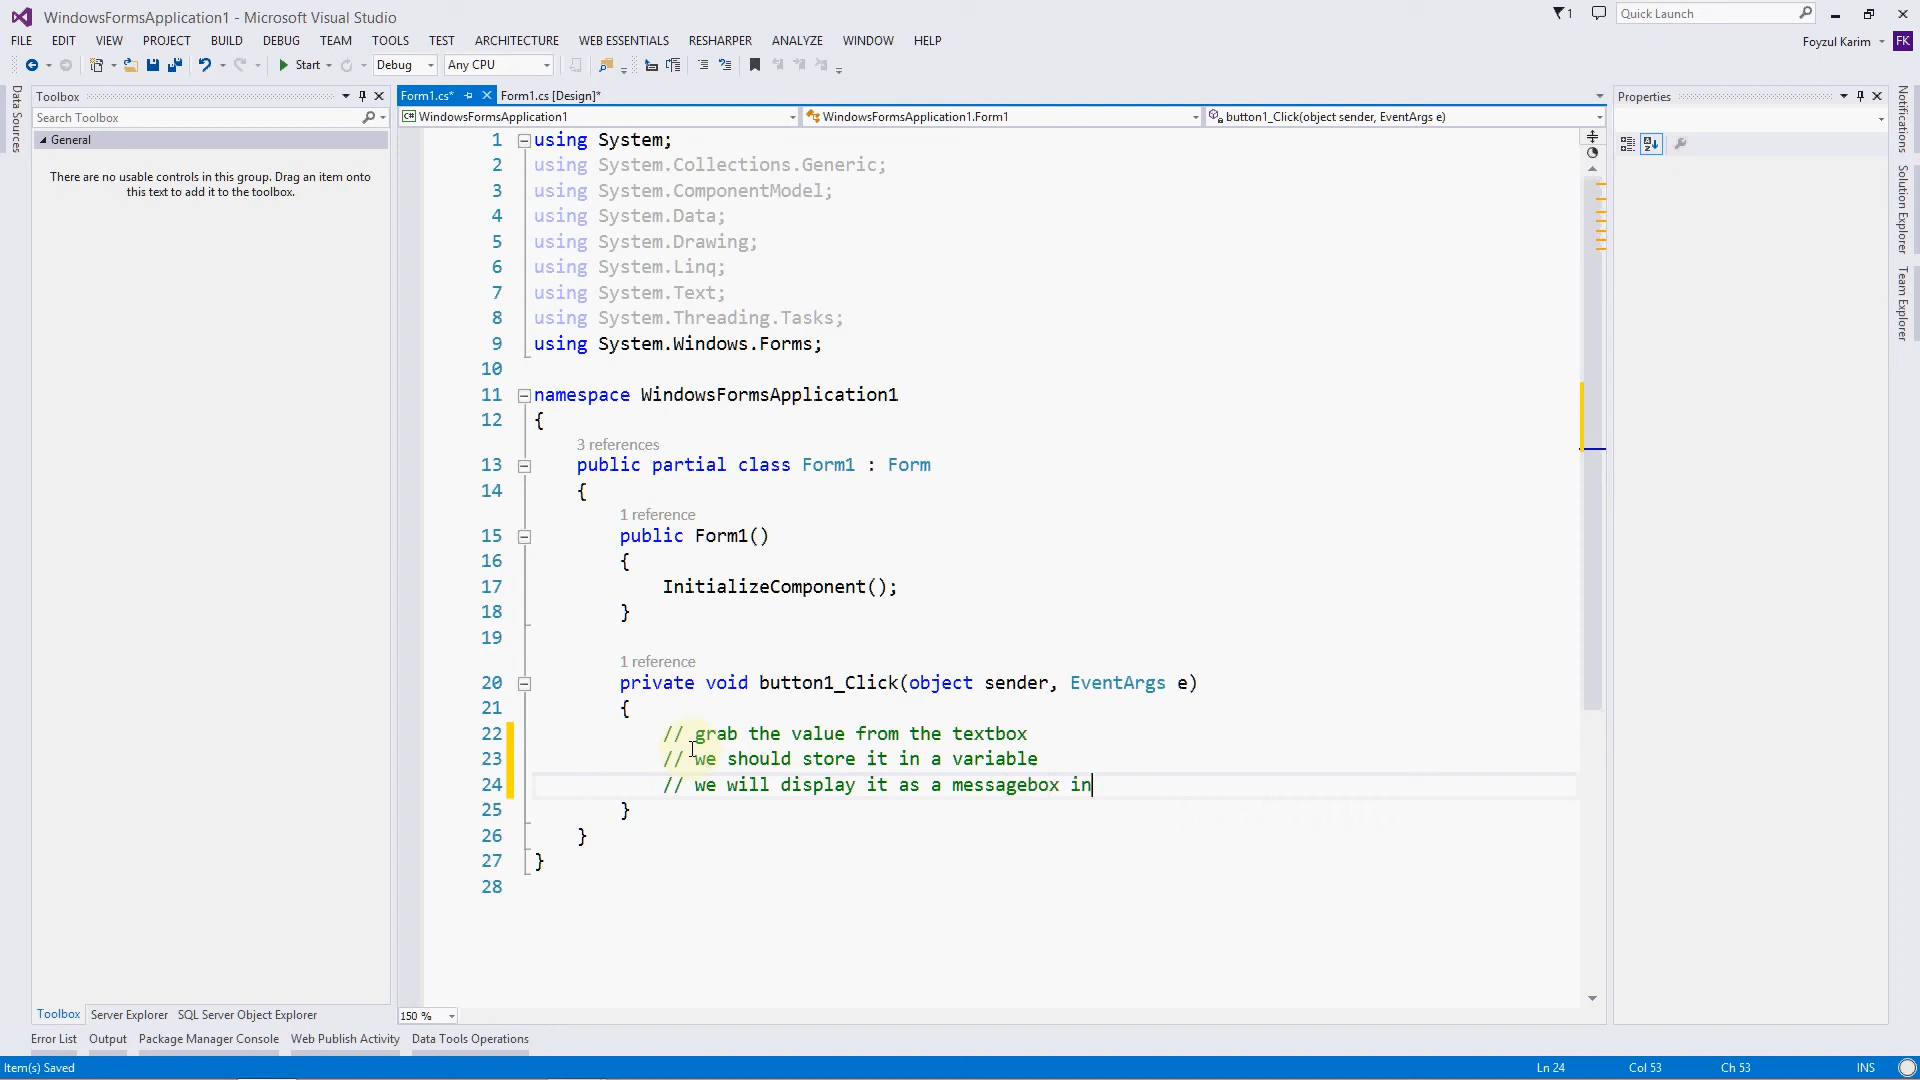 WindowsFormsApplication1 - Microsoft Visual Studio
1
Quick Launch
FILE EDIT VIEW PROJECT BUILD DEBUG TEAM TOOLS TEST ARCHITECTURE WEB ESSENTIALS RESHARPER ANALYZE WINDOW HELP
Foyzul Karim FK
Start Debug Any CPU
Data Sources
Toolbox
Search Toolbox
General
There are no usable controls in this group. Drag an item onto
this text to add it to the toolbox.
Form1.cs* Form1.cs [Design]*
C# WindowsFormsApplication1 WindowsFormsApplication1.Form1 button1_Click(object sender, EventArgs e)
1 using System;
2 using System.Collections.Generic;
3 using System.ComponentModel;
4 using System.Data;
5 using System.Drawing;
6 using System.Linq;
7 using System.Text;
8 using System.Threading.Tasks;
9 using System.Windows.Forms;
10
11 namespace WindowsFormsApplication1
12 {
3 references
13 public partial class Form1 : Form
14 {
1 reference
15 public Form1()
16 {
17 InitializeComponent();
18 }
19
1 reference
20 private void button1_Click(object sender, EventArgs e)
21 {
22 // grab the value from the textbox
23 // we should store it in a variable
24 // we will display it as a messagebox in
25 }
26 }
27 }
28
150 %
Properties
Notifications
Solution Explorer
Team Explorer
Toolbox Server Explorer SQL Server Object Explorer
Error List Output Package Manager Console Web Publish Activity Data Tools Operations
Item(s) Saved Ln 24 Col 53 Ch 53 INS